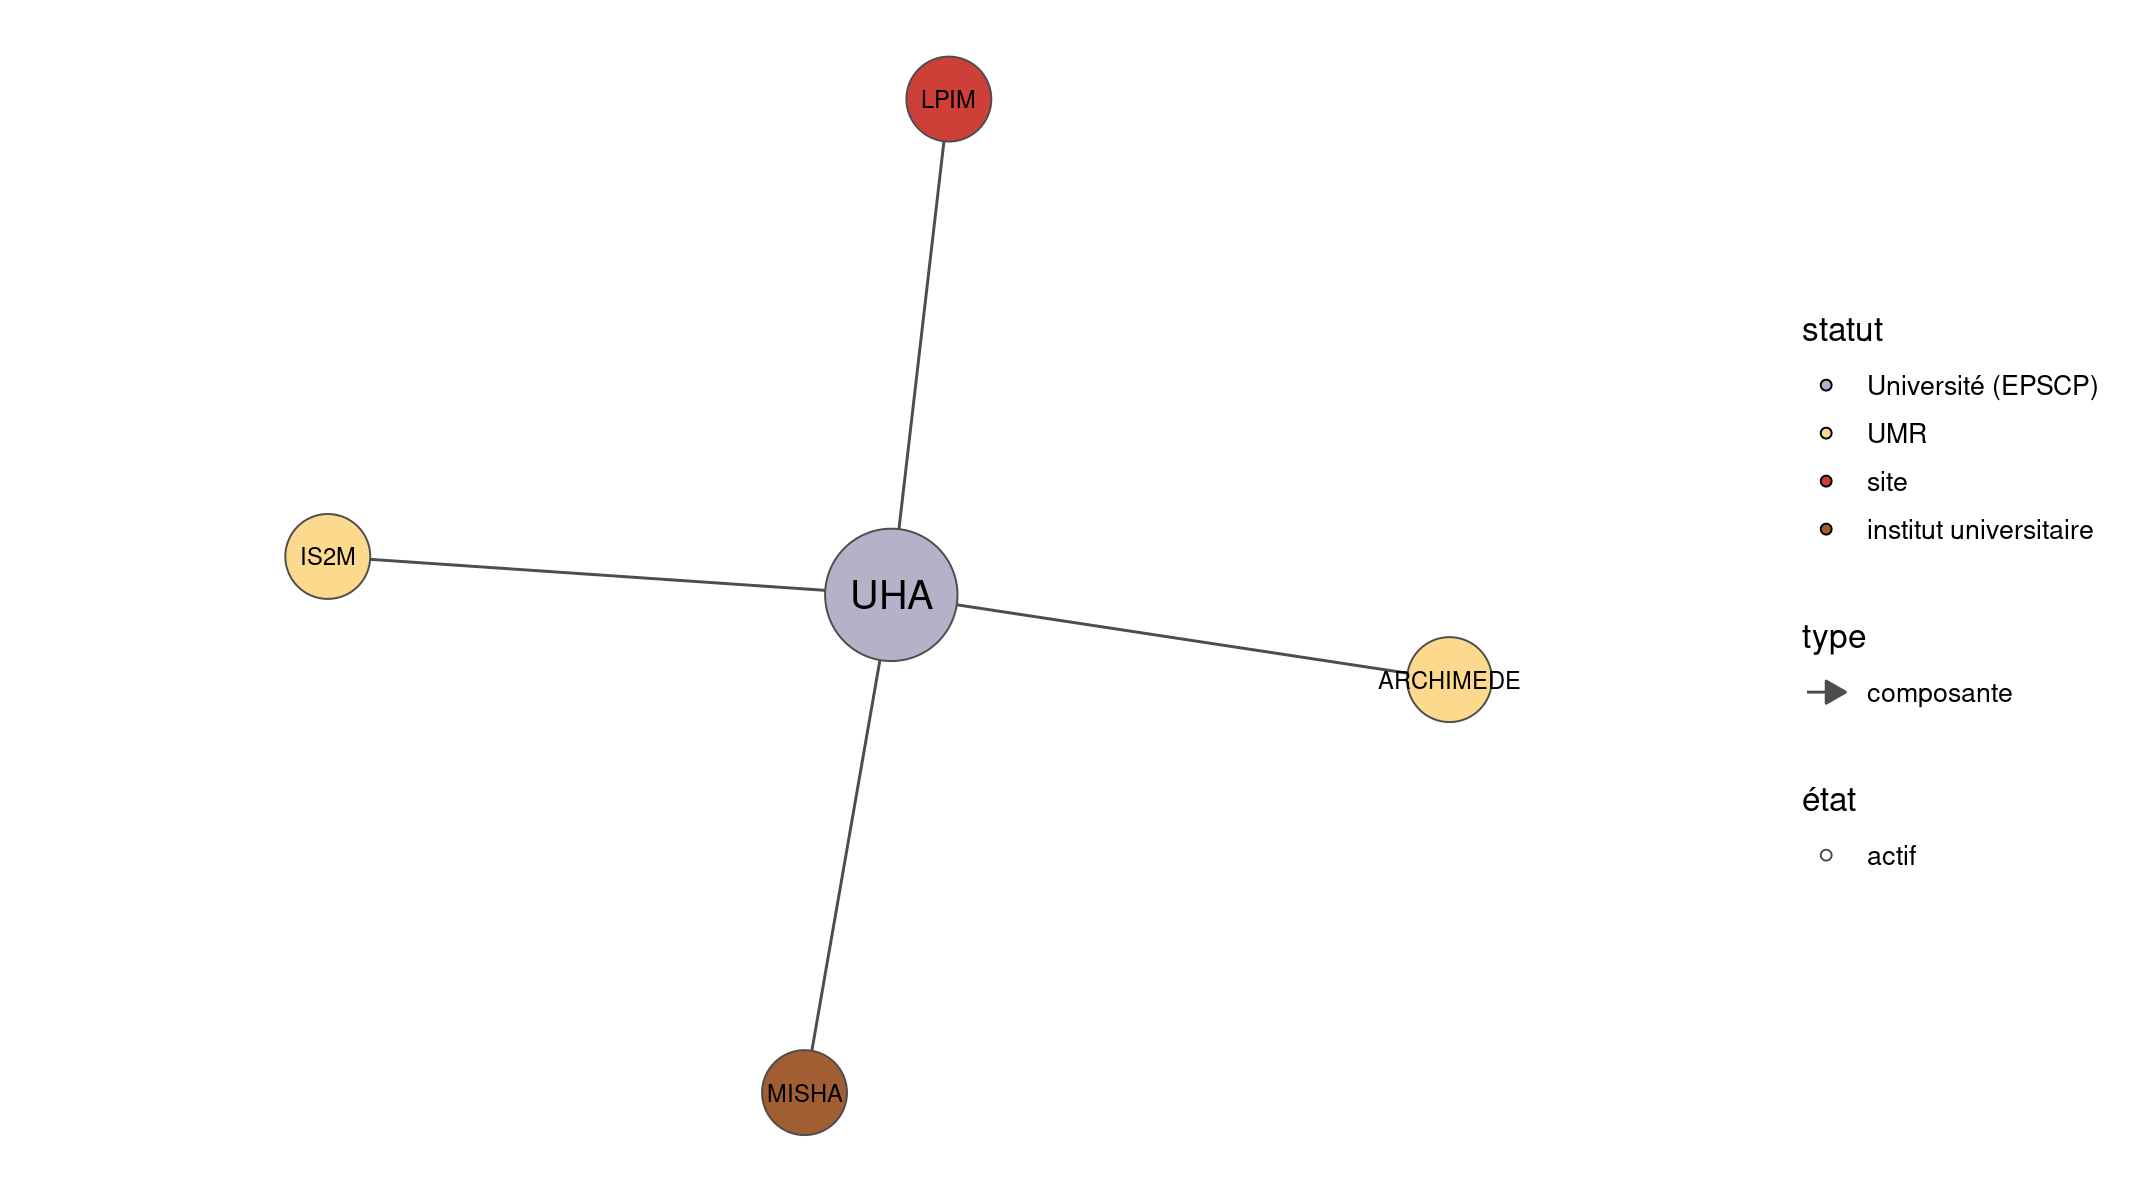 LPIM
IS2M
UHA
ARCHIMEDE
MISHA
statut
Université (EPSCP)
UMR
site
institut universitaire
type
composante
état
actif